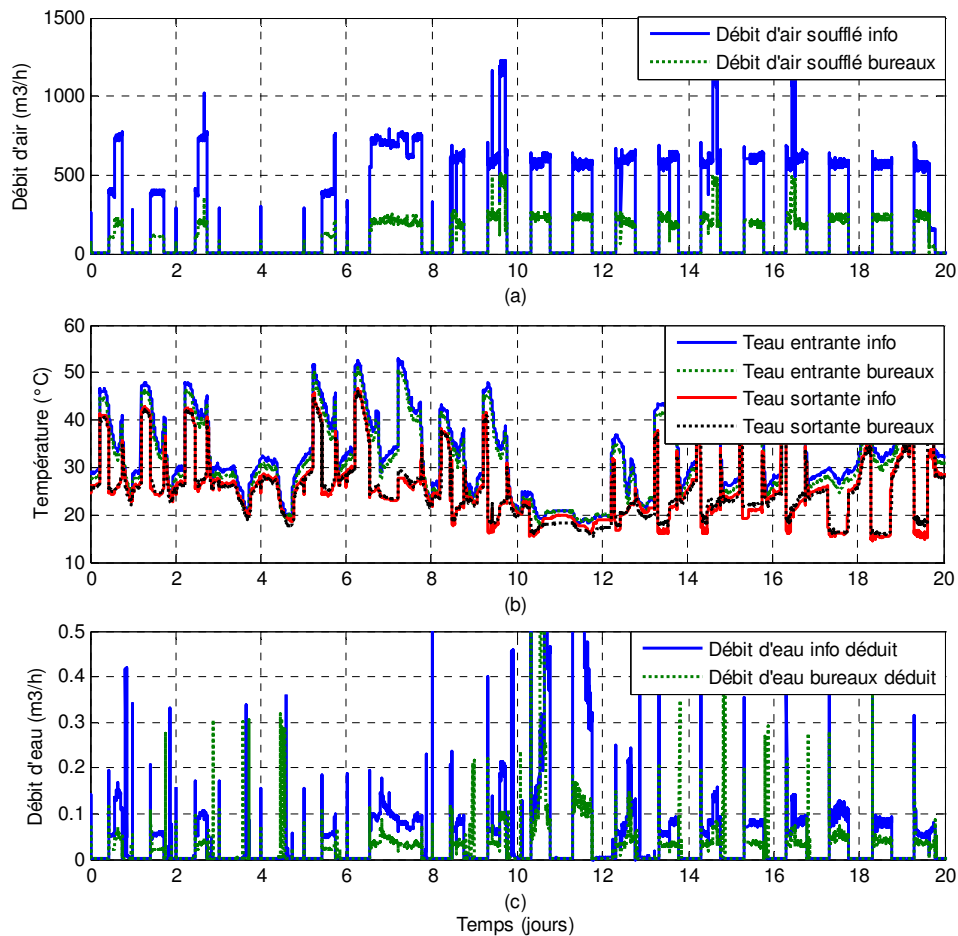 1500
1000
500
0
Débit d'air (m3/h)
Débit d'air soufflé info
Débit d'air soufflé bureaux
0 2 4 6 8 10 12 14 16 18 20
(a)
60
50
40
30
20
10
Température (°C)
Teau entrante info
Teau entrante bureaux
Teau sortante info
Teau sortante bureaux
0 2 4 6 8 10 12 14 16 18 20
(b)
0.5
0.4
0.3
0.2
0.1
0
Débit d'eau (m3/h)
Débit d'eau info déduit
Débit d'eau bureaux déduit
0 2 4 6 8 10 12 14 16 18 20
(c)
Temps (jours)